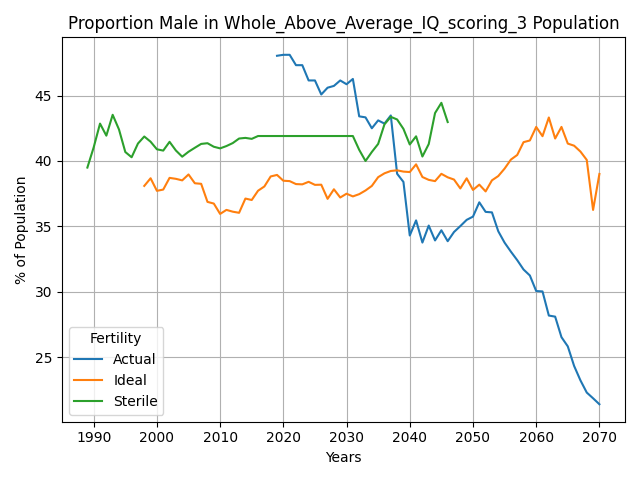 Proportion Male in Whole_Above_Average_IQ_scoring_3 Population
% of Population
45
40
35
30
25
Fertility
Actual
Ideal
Sterile
1990 2000 2010 2020 2030 2040 2050 2060 2070
Years